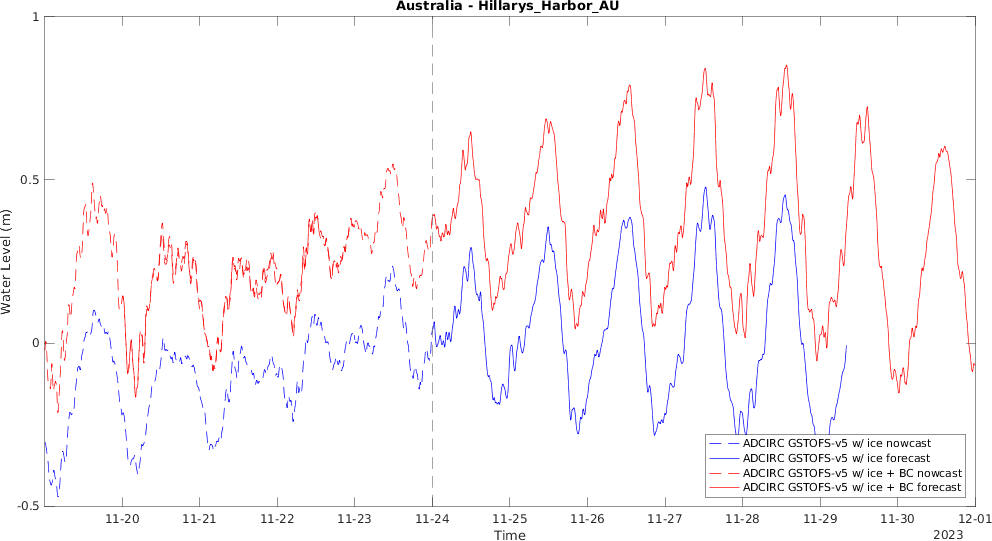 Australia - Hillarys_Harbor_AU
Water Level (m)
1
0.5
0
-0.5
ADCIRC GSTOFS-v5 w/ ice nowcast
ADCIRC GSTOFS-v5 w/ ice forecast
ADCIRC GSTOFS-v5 w/ ice + BC nowcast
ADCIRC GSTOFS-v5 w/ ice + BC forecast
11-20 11-21 11-22 11-23 11-24 11-25 11-26 11-27 11-28 11-29 11-30 12-01
Time
2023